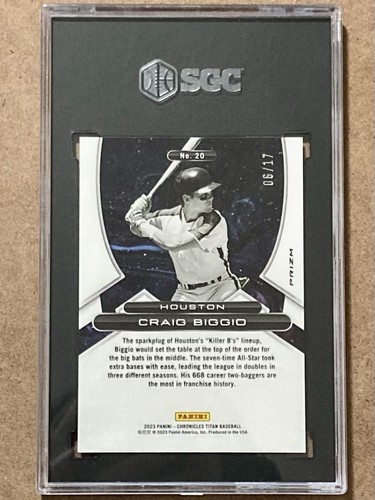 SGC
No. 20
06/17
PRIZM
HOUSTON
CRAIG BIGGIO
The sparkplug of Houston's "Killer B's" lineup,
Biggio would set the table at the top of the order for
the big bats in the middle. The seven-time All-Star took
extra bases with ease, leading the league in doubles in
three different seasons. His 668 career two-baggers are
the most in franchise history.
PANINI
2023 PANINI - CHRONICLES TITAN BASEBALL
© 2023 Panini America, Inc. Produced in the USA